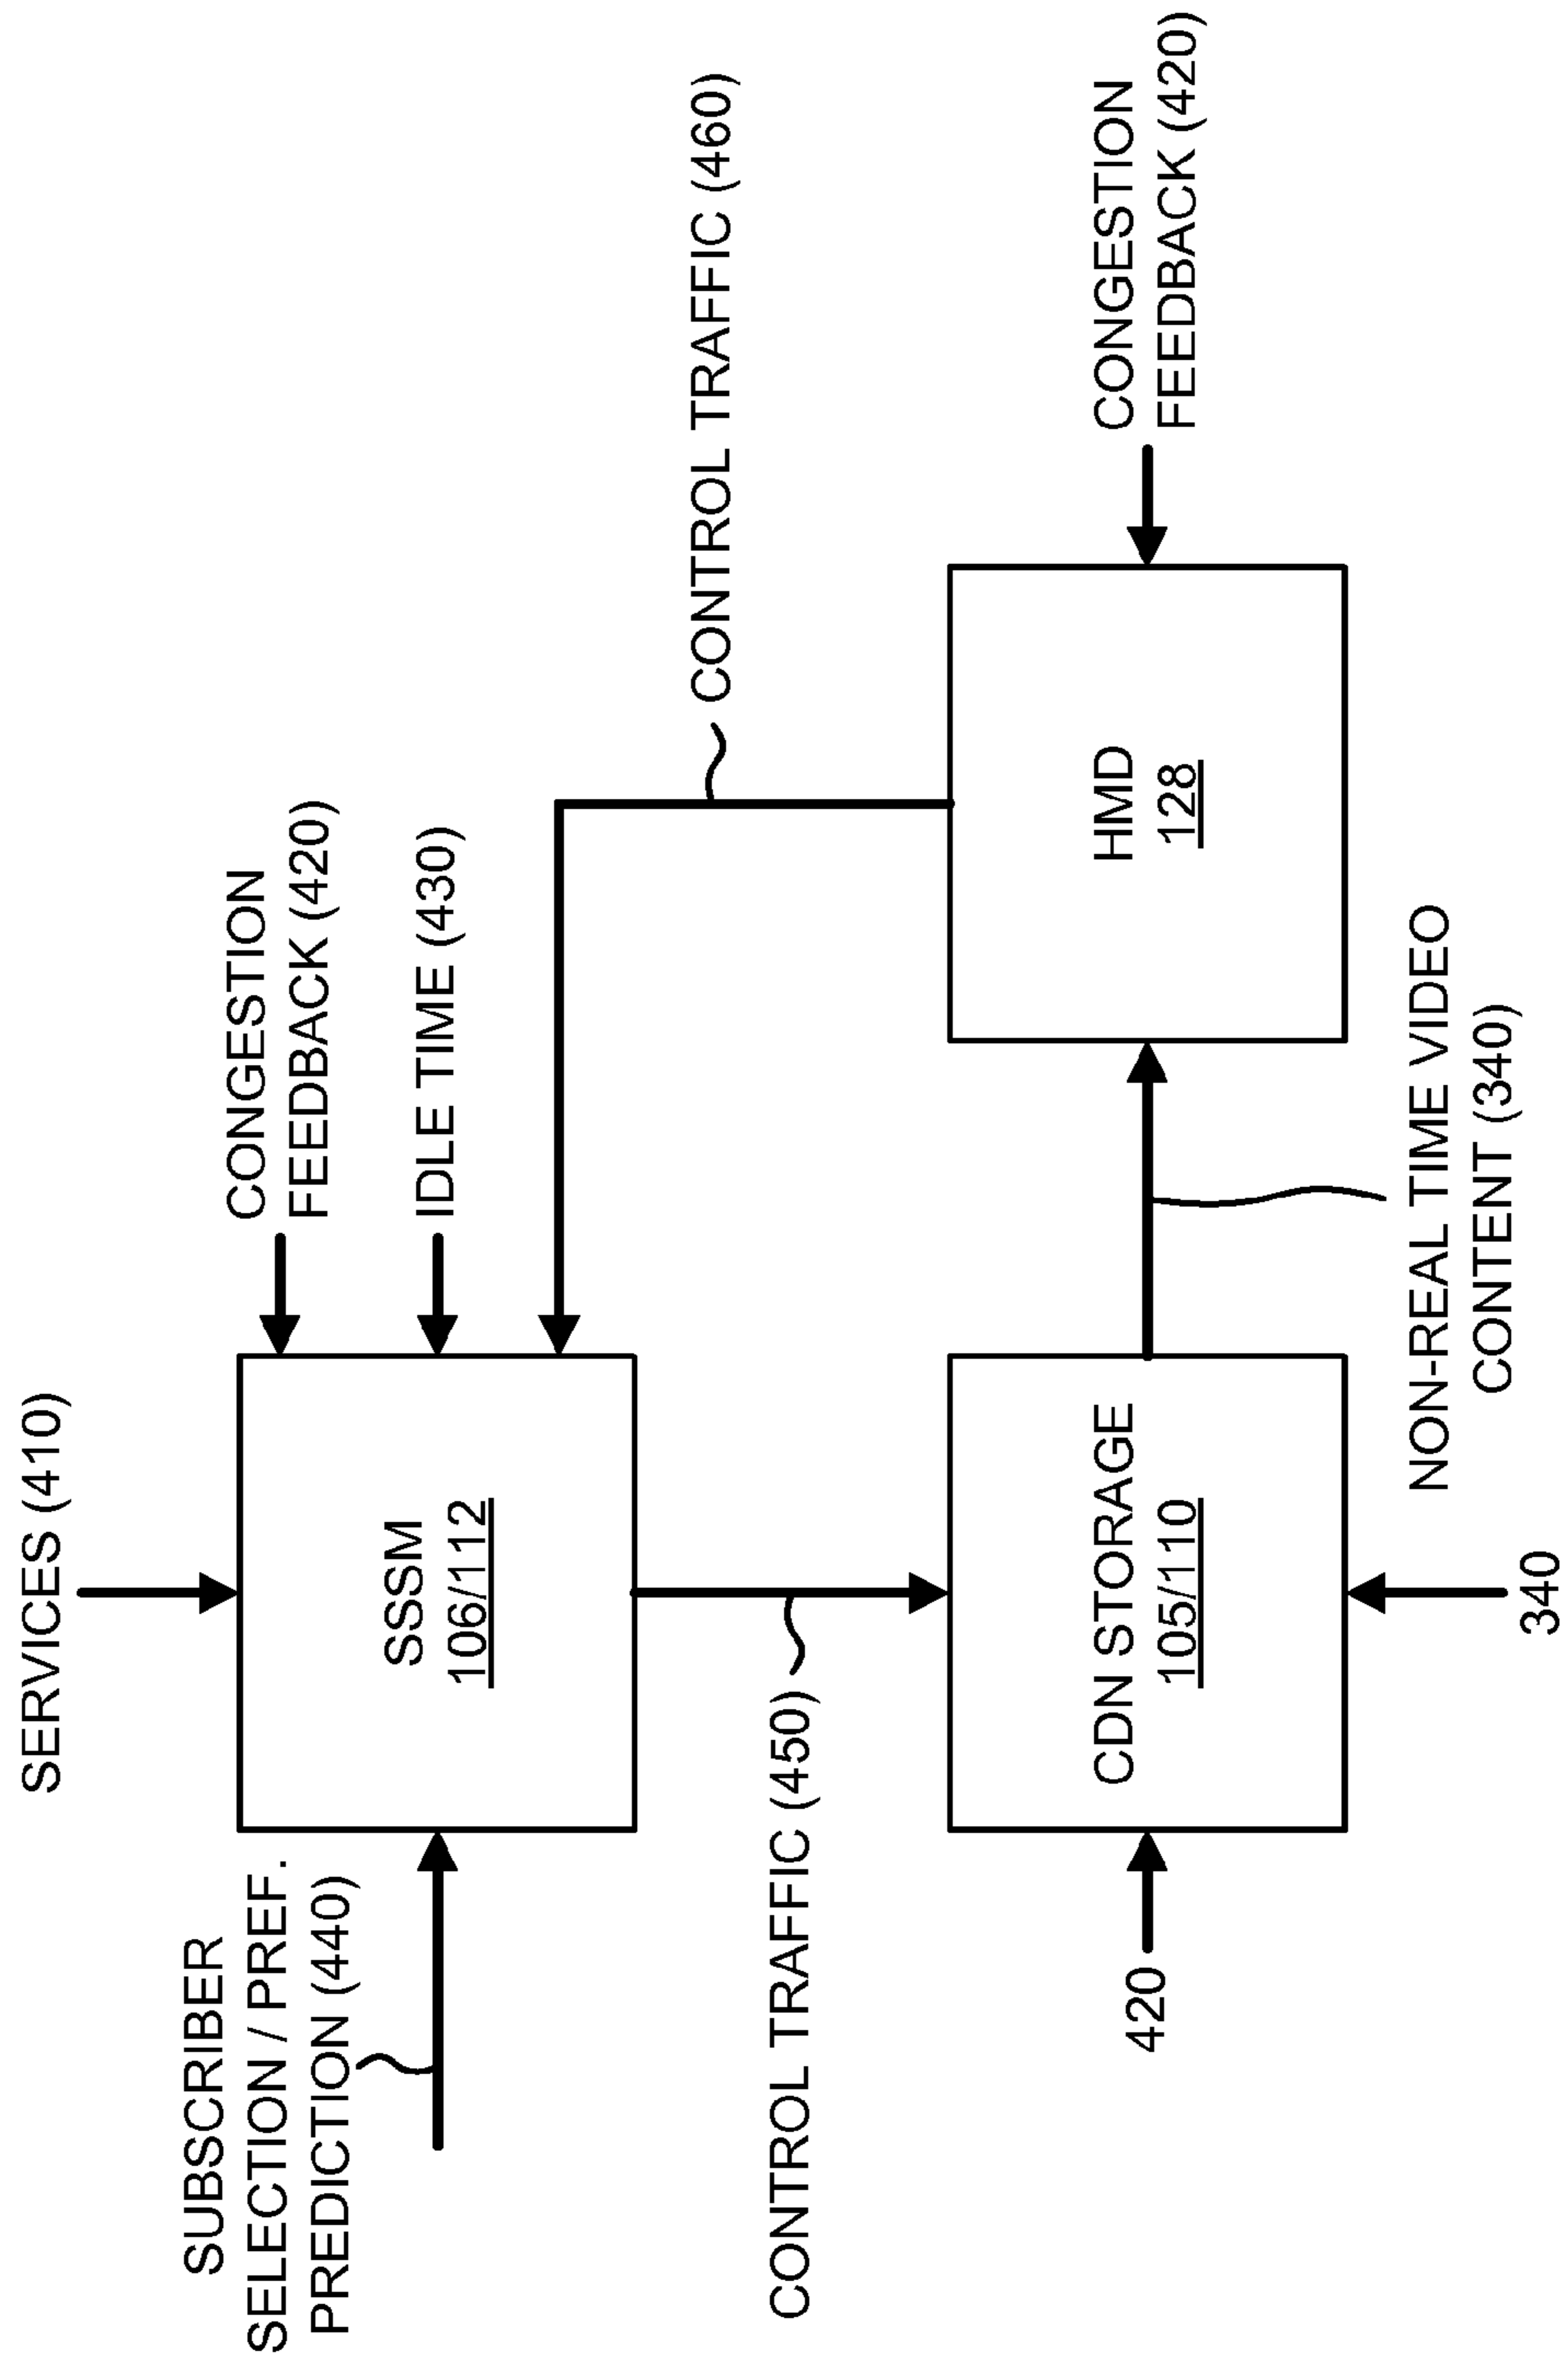 SERVICES (410)
SUBSCRIBER
SELECTION / PREF.
PREDICTION (440)
SSSM
106/112
CONGESTION
FEEDBACK (420)
IDLE TIME (430)
CONTROL TRAFFIC (460)
CONTROL TRAFFIC (450)
420
CDN STORAGE
105/110
HMD
128
CONGESTION
FEEDBACK (420)
NON-REAL TIME VIDEO
CONTENT (340)
340